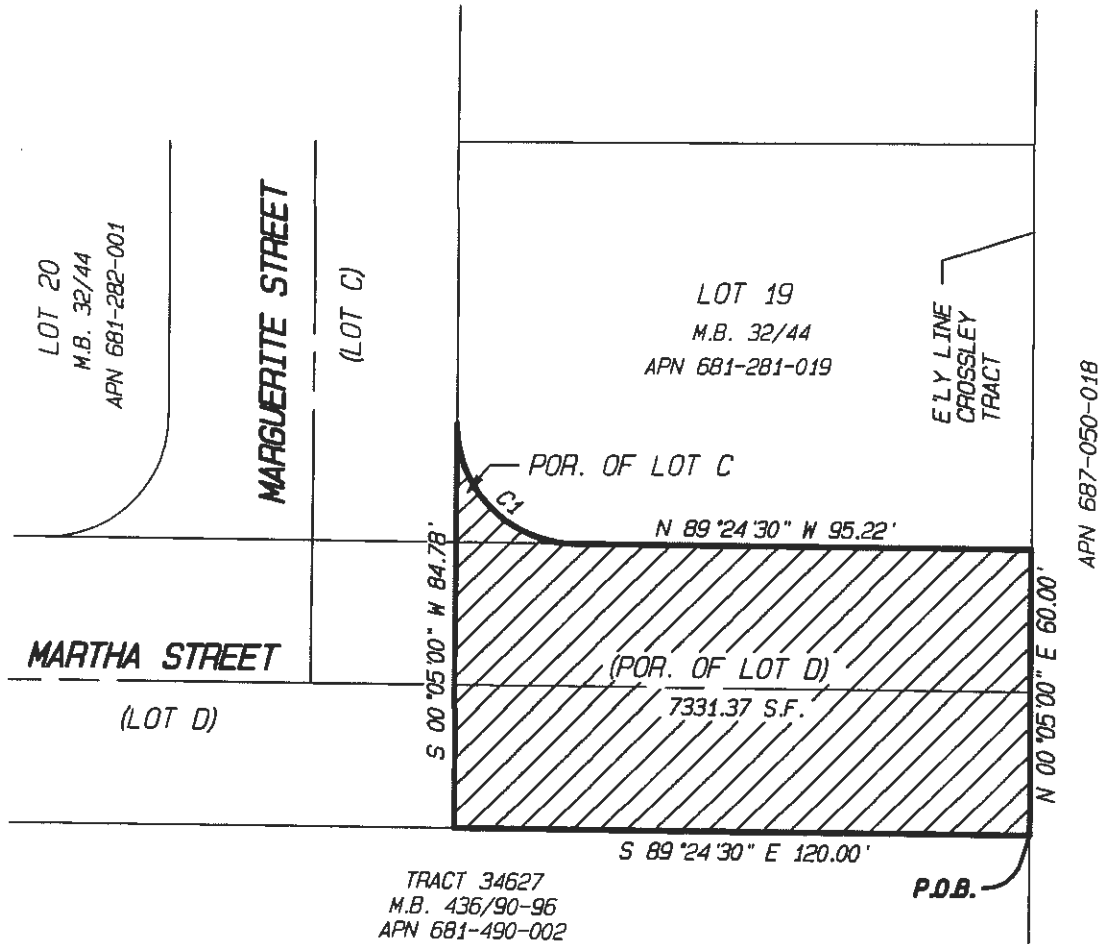 LOT 20
M.B. 32/44
APN 681-282-001
MARGUERITE STREET
(LOT C)
LOT 19
M.B. 32/44
APN 681-281-019
E'LY LINE
CROSSLEY
TRACT
APN 687-050-018
POR. OF LOT C
C1
N 89°24'30" W 95.22'
S 00°05'00" W 84.78'
MARTHA STREET
(LOT D)
(POR. OF LOT D)
7331.37 S.F.
N 00°05'00" E 60.00'
S 89°24'30" E 120.00'
P.O.B.
TRACT 34627
M.B. 436/90-96
APN 681-490-002